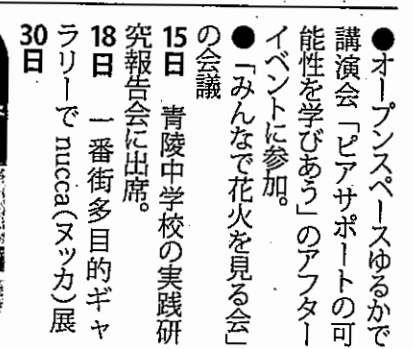 ●オープンスペースゆるかで
講演会「ピアサポートの可
能性を学びあう」のアフター
イベントに参加。
●「みんなで花火を見る会」
の会議
15日　青陵中学校の実践研
究報告会に出席。
18日　一番街多目的ギャ
ラリーでnucca(ヌッカ)展
30日